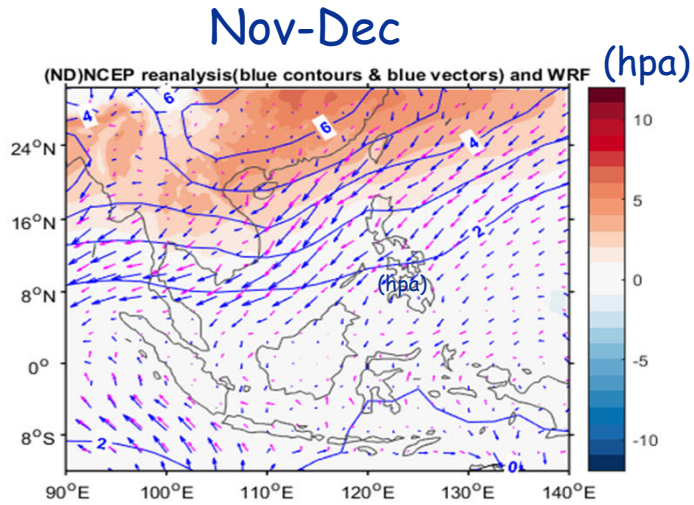 Nov-Dec
(hpa)
(ND)NCEP reanalysis(blue contours & blue vectors) and WRF
6
4
6
4
2
(hpa)
2
0
24°N
16°N
8°N
0°
8°S
90°E 100°E 110°E 120°E 130°E 140°E
10
5
0
-5
-10